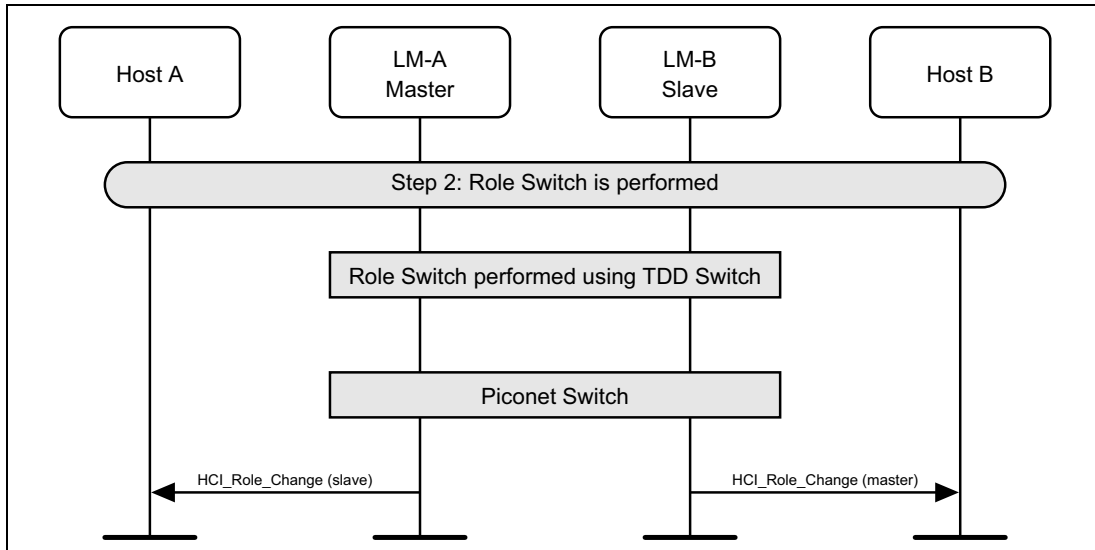 Host A
LM-A
Master
LM-B
Slave
Host B
Step 2: Role Switch is performed
Role Switch performed using TDD Switch
Piconet Switch
HCI_Role_Change (slave)
HCI_Role_Change (master)